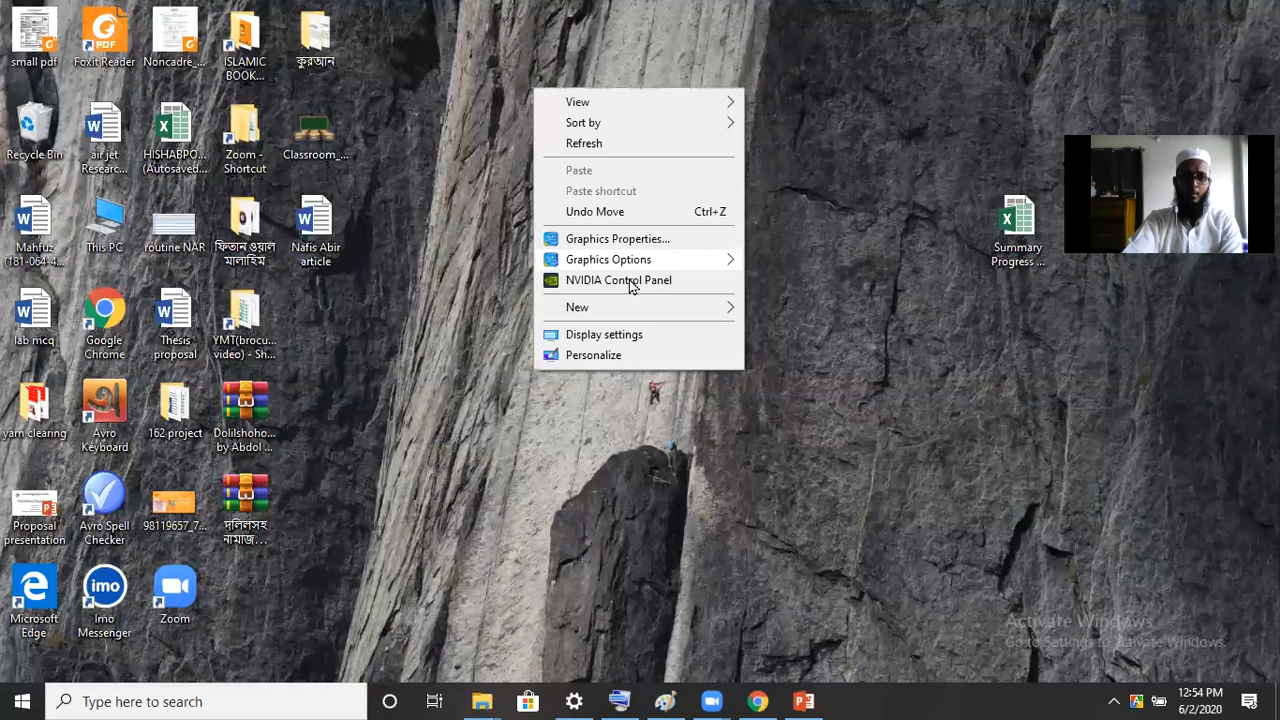 small pdf
Foxit Reader
Noncadre_...
ISLAMIC
BOOK...
কুরআন
Recycle Bin
air jet
Researc...
HISHABPO...
(Autosaved...
Zoom -
Shortcut
Classroom_...
Mahfuz
(181-064-4...
This PC
routine NAR
ফিতান ওয়াল
মালাহিম
Nafis Abir
article
lab mcq
Google
Chrome
Thesis
proposal
YMT(brocu...
video) - Sh...
yarn clearing
Avro
Keyboard
162 project
Dolilshoho...
by Abdol ...
Proposal
presentation
Avro Spell
Checker
98119657_7...
দলিলসহ
নামাজ...
Microsoft
Edge
Imo
Messenger
Zoom
View
Sort by
Refresh
Paste
Paste shortcut
Undo Move Ctrl+Z
Graphics Properties...
Graphics Options
NVIDIA Control Panel
New
Display settings
Personalize
Summary
Progress ...
Activate Windows
Go to Settings to Activate Windows.
Type here to search
12:54 PM
6/2/2020